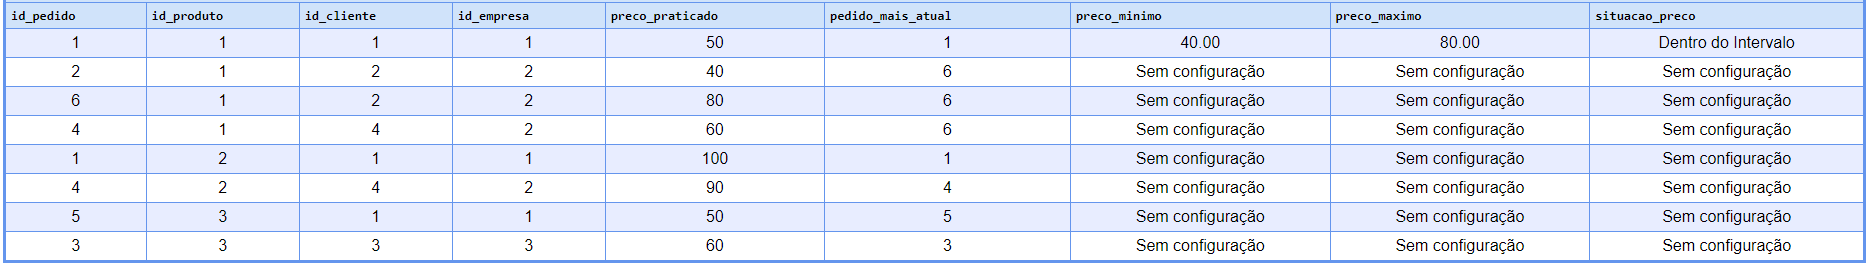 id_pedido id_produto id_cliente id_empresa preco_praticado pedido_mais_atual preco_minimo preco_maximo situacao_preco
1 1 1 1 50 1 40.00 80.00 Dentro do Intervalo
2 1 2 2 40 6 Sem configuração Sem configuração Sem configuração
6 1 2 2 80 6 Sem configuração Sem configuração Sem configuração
4 1 4 2 60 6 Sem configuração Sem configuração Sem configuração
1 2 1 1 100 1 Sem configuração Sem configuração Sem configuração
4 2 4 2 90 4 Sem configuração Sem configuração Sem configuração
5 3 1 1 50 5 Sem configuração Sem configuração Sem configuração
3 3 3 3 60 3 Sem configuração Sem configuração Sem configuração